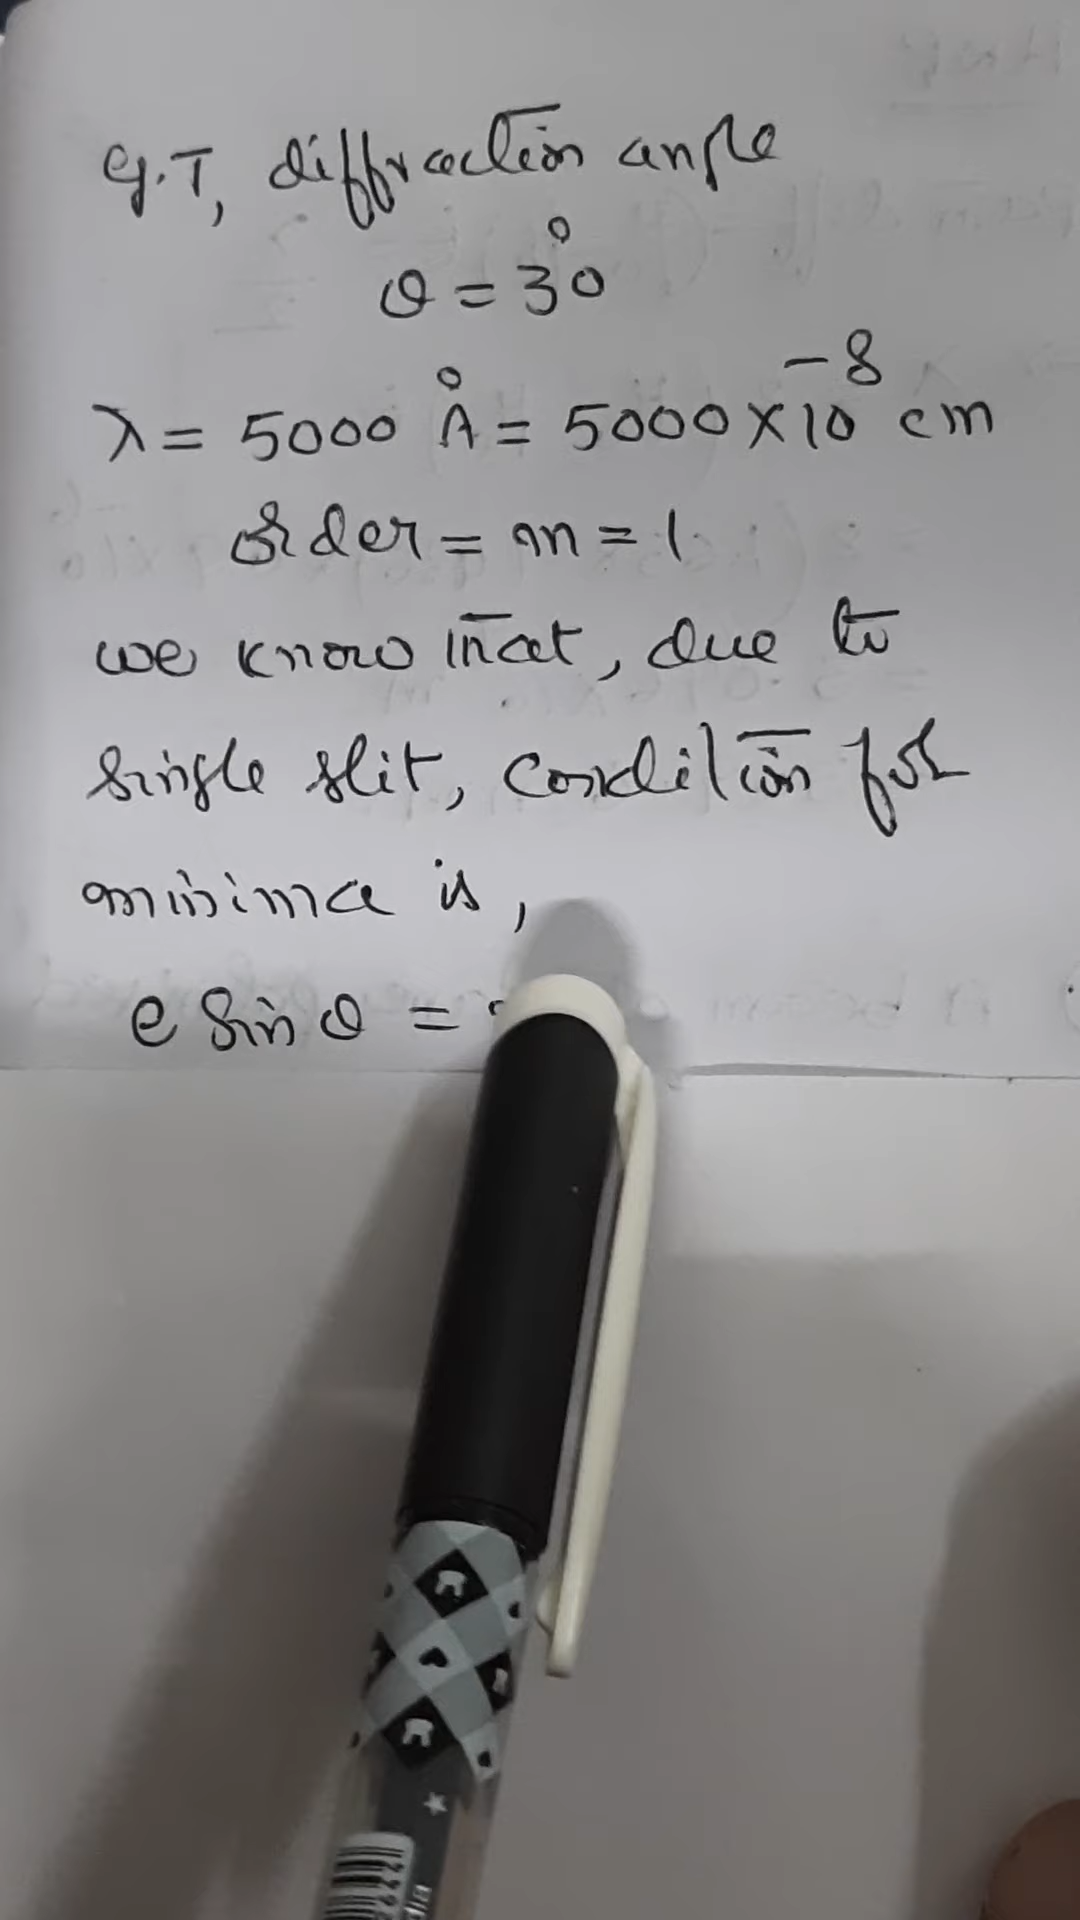 G.T, diffraction angle
θ = 30°
λ = 5000 Å = 5000 × 10⁻⁸ cm
order = m = 1
we know that, due to
single slit, condition for
minima is,
e sin θ =